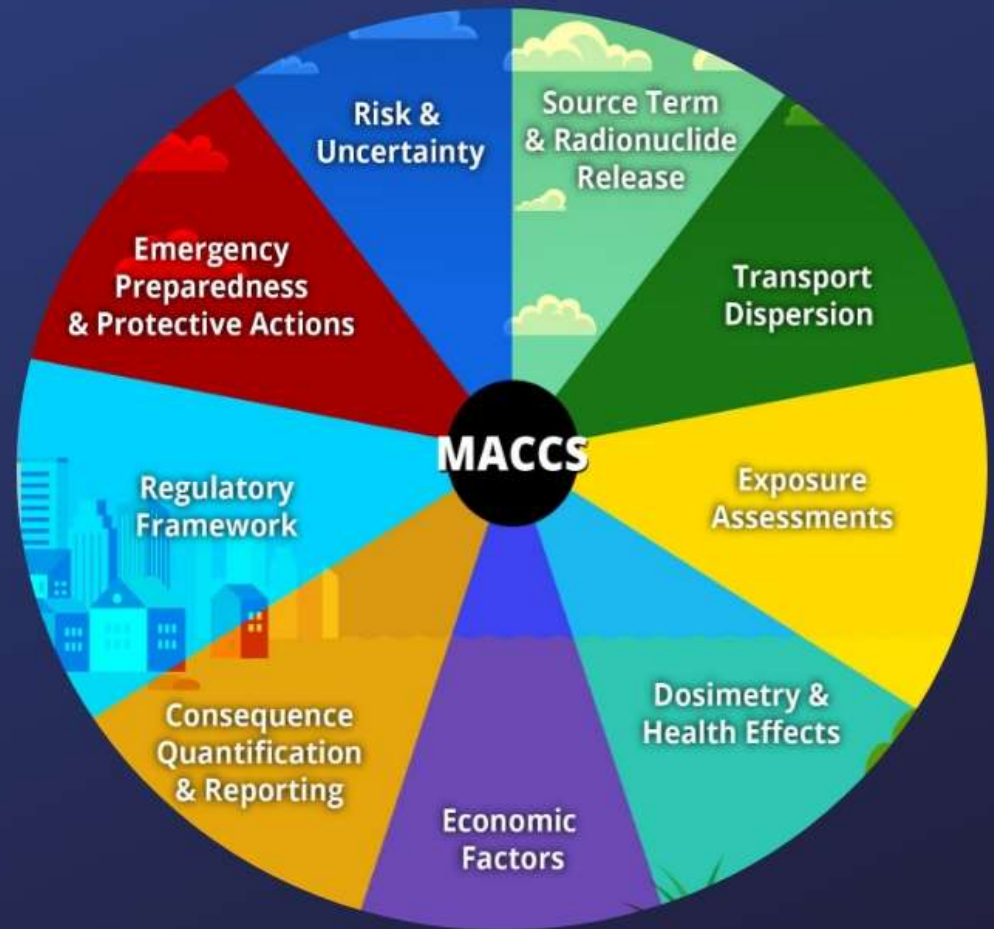 Risk &
Uncertainty
Source Term
& Radionuclide
Release
Transport
Dispersion
Exposure
Assessments
Dosimetry &
Health Effects
Economic
Factors
Consequence
Quantification
& Reporting
Regulatory
Framework
Emergency
Preparedness
& Protective Actions
MACCS